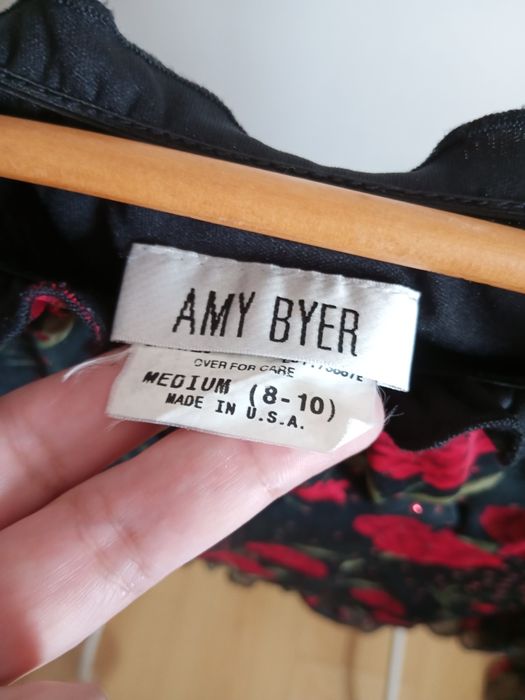 AMY BYER
OVER FOR CARE
MEDIUM (8-10)
MADE IN U.S.A.